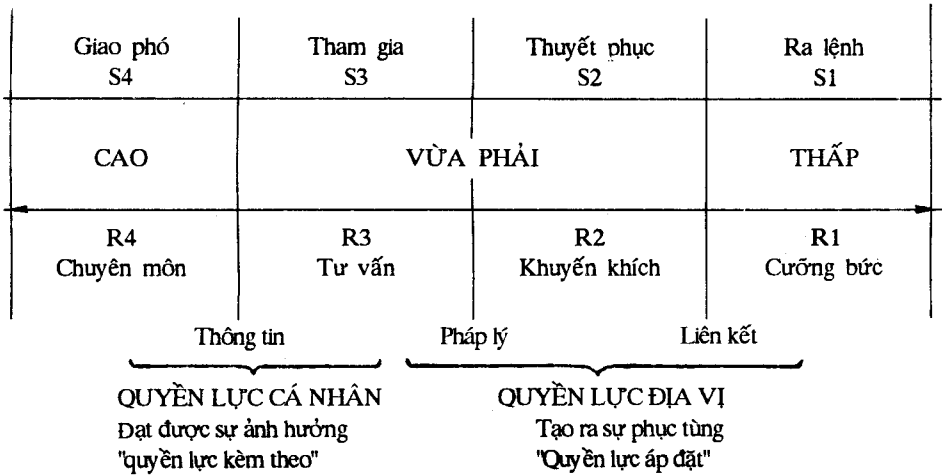 Giao phó Tham gia Thuyết phục Ra lệnh
S4 S3 S2 S1
CAO VỪA PHẢI THẤP
R4 R3 R2 R1
Chuyên môn Tư vấn Khuyến khích Cưỡng bức
Thông tin Pháp lý Liên kết
QUYỀN LỰC CÁ NHÂN QUYỀN LỰC ĐỊA VỊ
Đạt được sự ảnh hưởng Tạo ra sự phục tùng
"quyền lực kèm theo" "Quyền lực áp đặt"